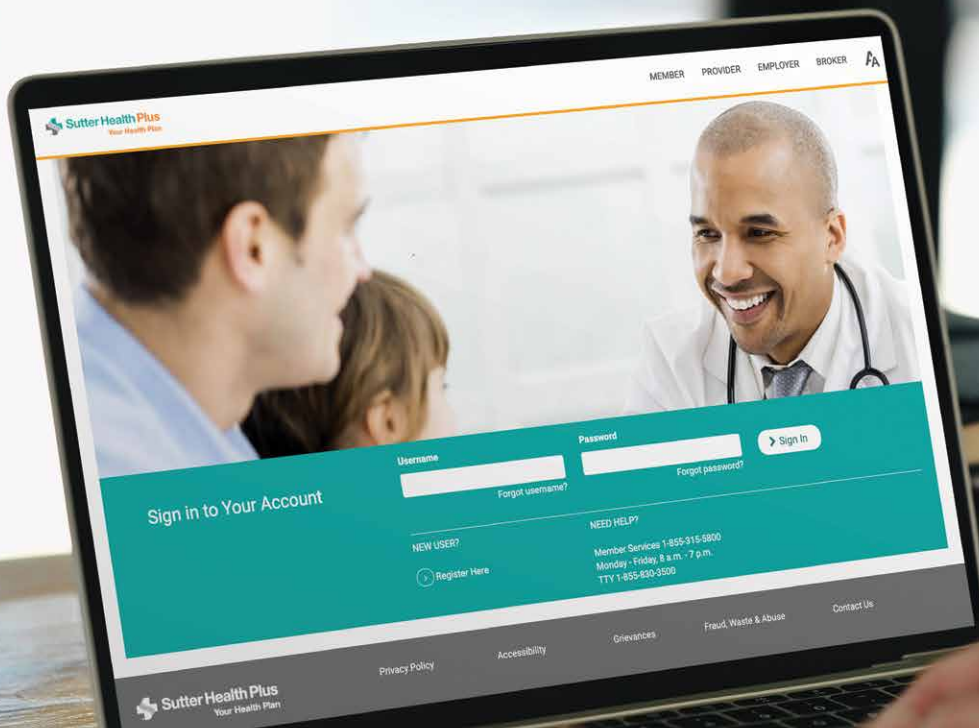 Sutter Health Plus
Your Health Plan
MEMBER PROVIDER EMPLOYER BROKER AA
Sign in to Your Account
Username
Forgot username?
Password
Forgot password?
Sign In
NEW USER?
Register Here
NEED HELP?
Member Services 1-855-315-5800
Monday - Friday, 8 a.m. - 7 p.m.
TTY 1-855-830-3500
Sutter Health Plus
Your Health Plan
Privacy Policy Accessibility Grievances Fraud, Waste & Abuse Contact Us